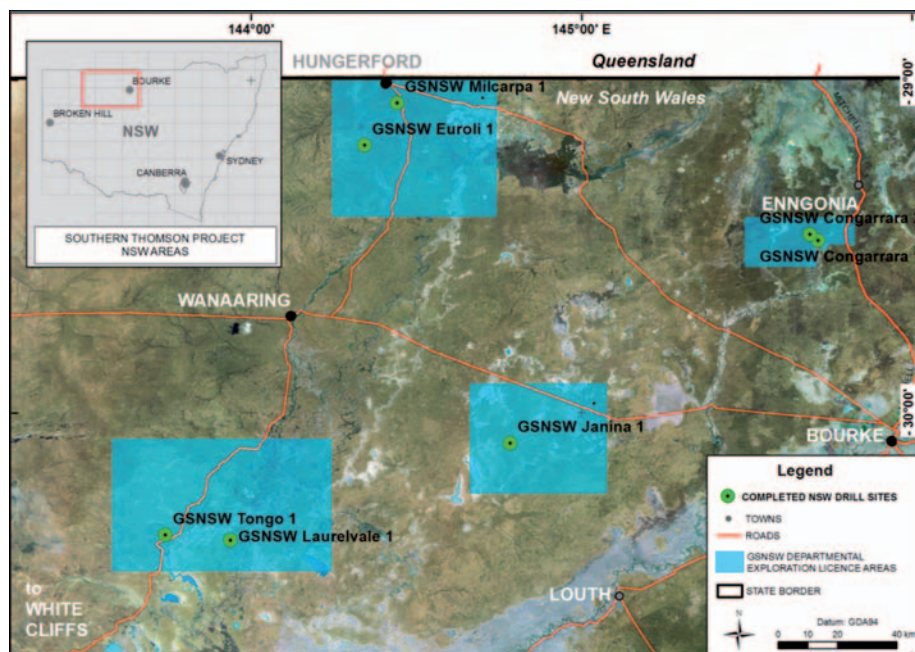 144°00'
145°00' E
HUNGERFORD
Queensland
29°00'
New South Wales
GSNSW Milcarpa 1
GSNSW Euroli 1
BOURKE
BROKEN HILL
NSW
SYDNEY
CANBERRA
SOUTHERN THOMSON PROJECT
NSW AREAS
ENNGONIA
GSNSW Congarrara
GSNSW Congarrara
WANAARING
30°00'
GSNSW Janina 1
BOURKE
GSNSW Tongo 1
GSNSW Laurelvale 1
to
WHITE
CLIFFS
LOUTH
Legend
COMPLETED NSW DRILL SITES
TOWNS
ROADS
GSNSW DEPARTMENTAL
EXPLORATION LICENCE AREAS
STATE BORDER
N
Datum: GDA94
0 10 20 40 km